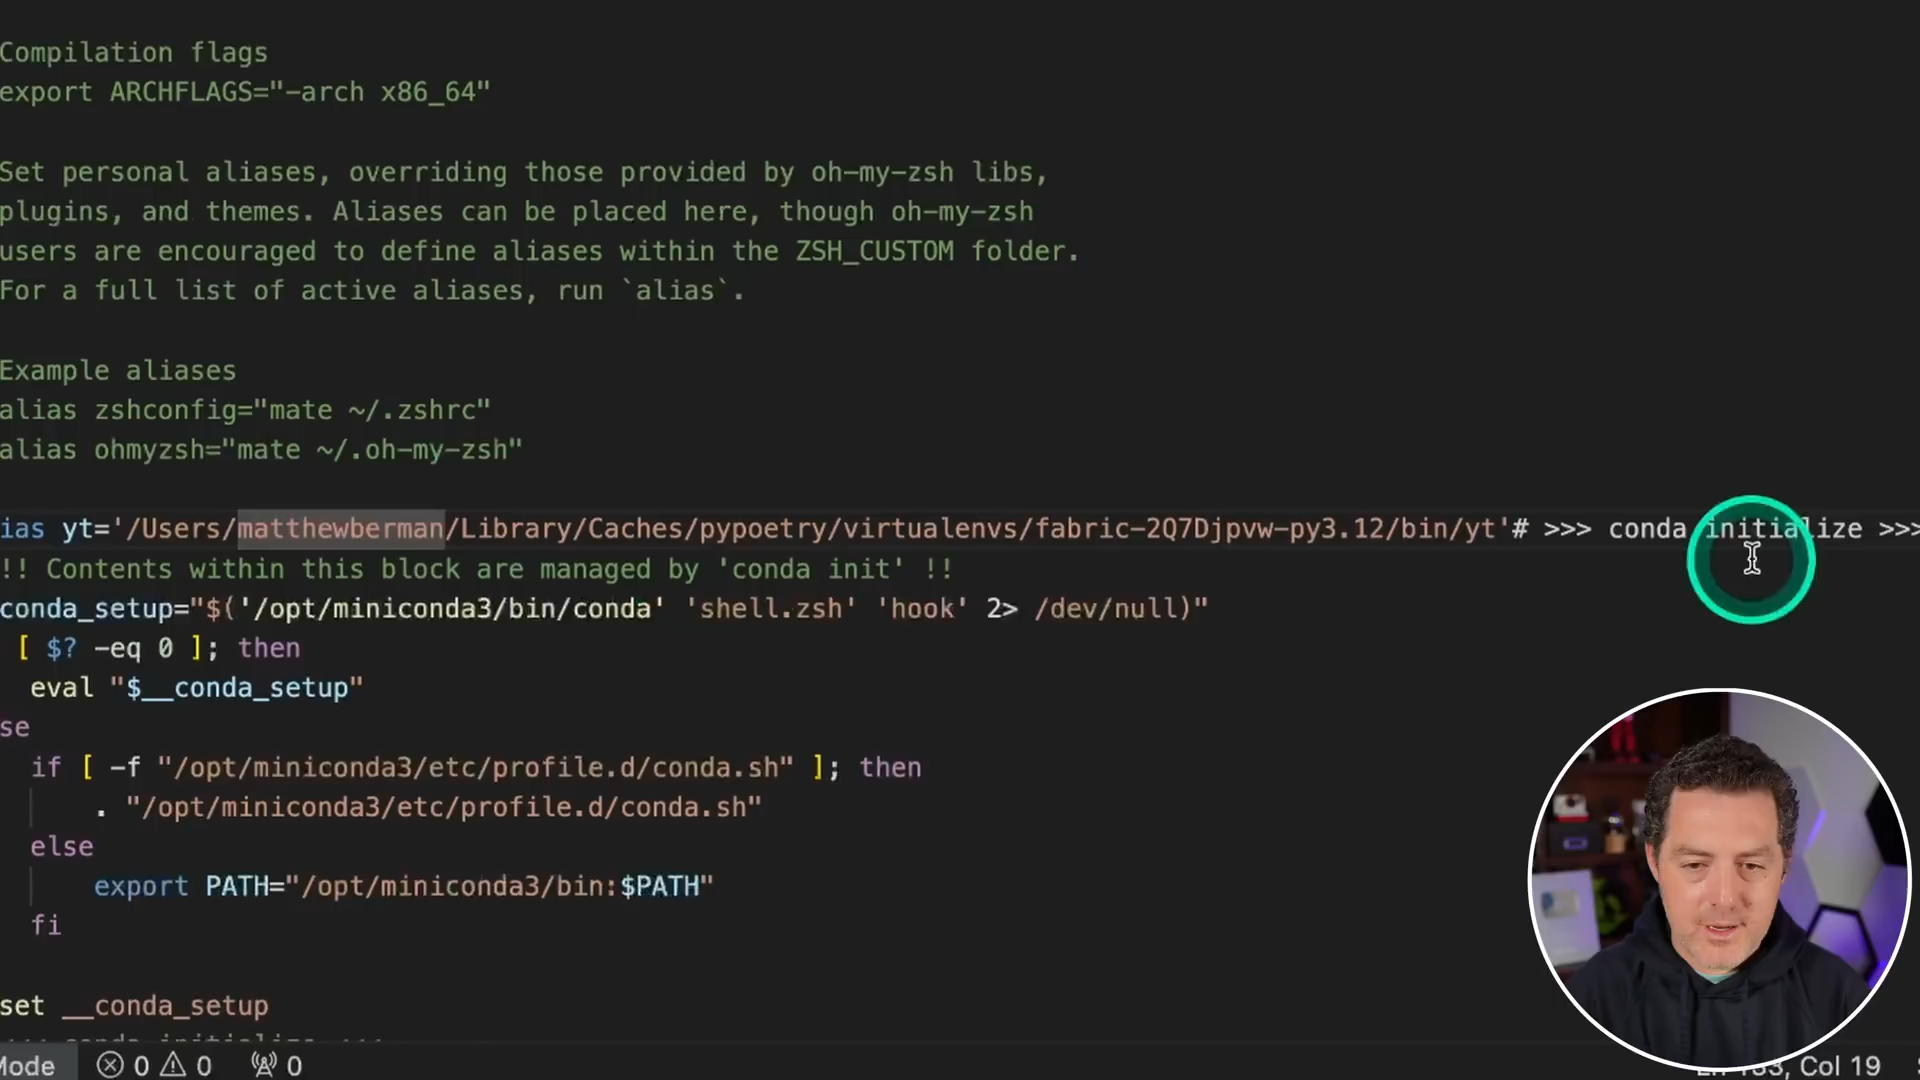 Compilation flags
export ARCHFLAGS="-arch x86_64"
Set personal aliases, overriding those provided by oh-my-zsh libs,
plugins, and themes. Aliases can be placed here, though oh-my-zsh
users are encouraged to define aliases within the ZSH_CUSTOM folder.
For a full list of active aliases, run `alias`.
Example aliases
alias zshconfig="mate ~/.zshrc"
alias ohmyzsh="mate ~/.oh-my-zsh"
ias yt='/Users/matthewberman/Library/Caches/pypoetry/virtualenvs/fabric-2Q7Djpvw-py3.12/bin/yt'# >>> conda initialize >>>
!! Contents within this block are managed by 'conda init' !!
conda_setup="$('/opt/miniconda3/bin/conda' 'shell.zsh' 'hook' 2> /dev/null)"
[ $? -eq 0 ]; then
eval "$__conda_setup"
se
if [ -f "/opt/miniconda3/etc/profile.d/conda.sh" ]; then
. "/opt/miniconda3/etc/profile.d/conda.sh"
else
export PATH="/opt/miniconda3/bin:$PATH"
fi
set __conda_setup
conda initialize
Mode 0 0 0 Col 19